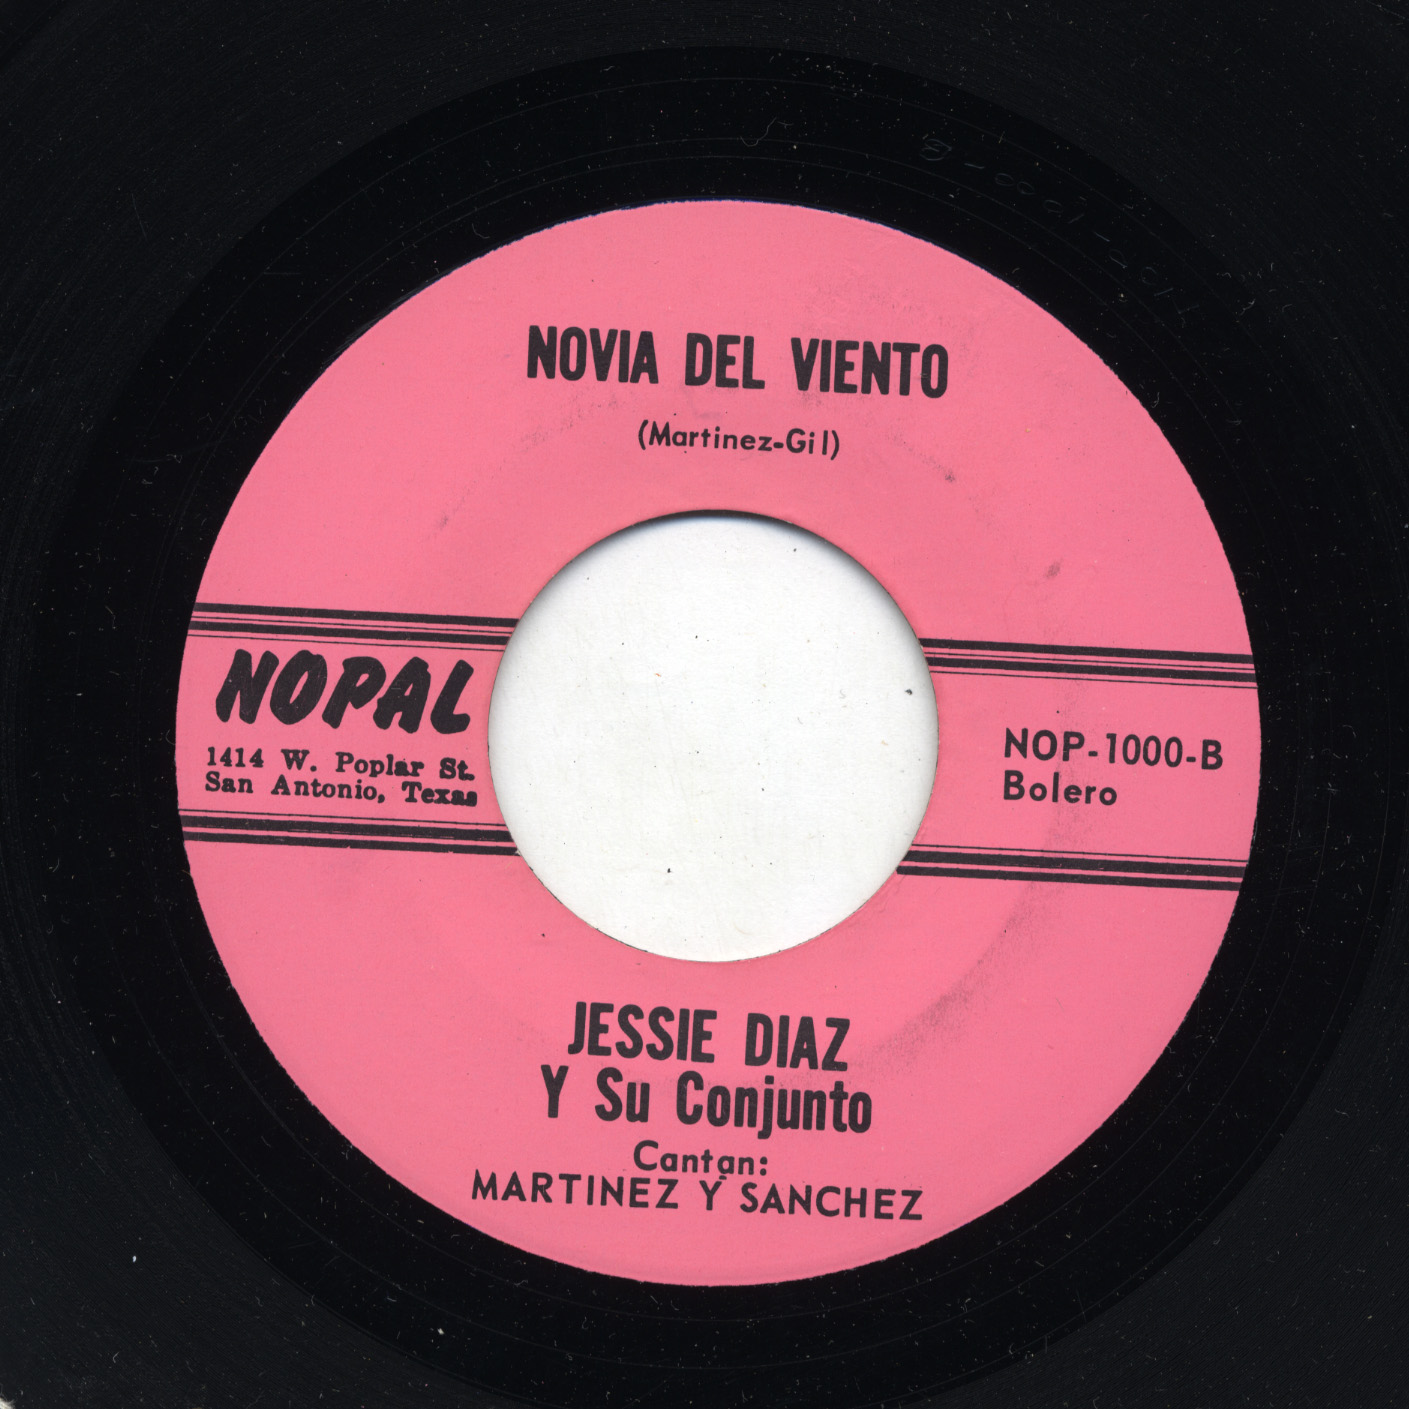 NOVIA DEL VIENTO
(Martinez-Gil)
NOPAL
1414 W. Poplar St.
San Antonio, Texas
NOP-1000-B
Bolero
JESSIE DIAZ
Y Su Conjunto
Cantan:
MARTINEZ Y SANCHEZ